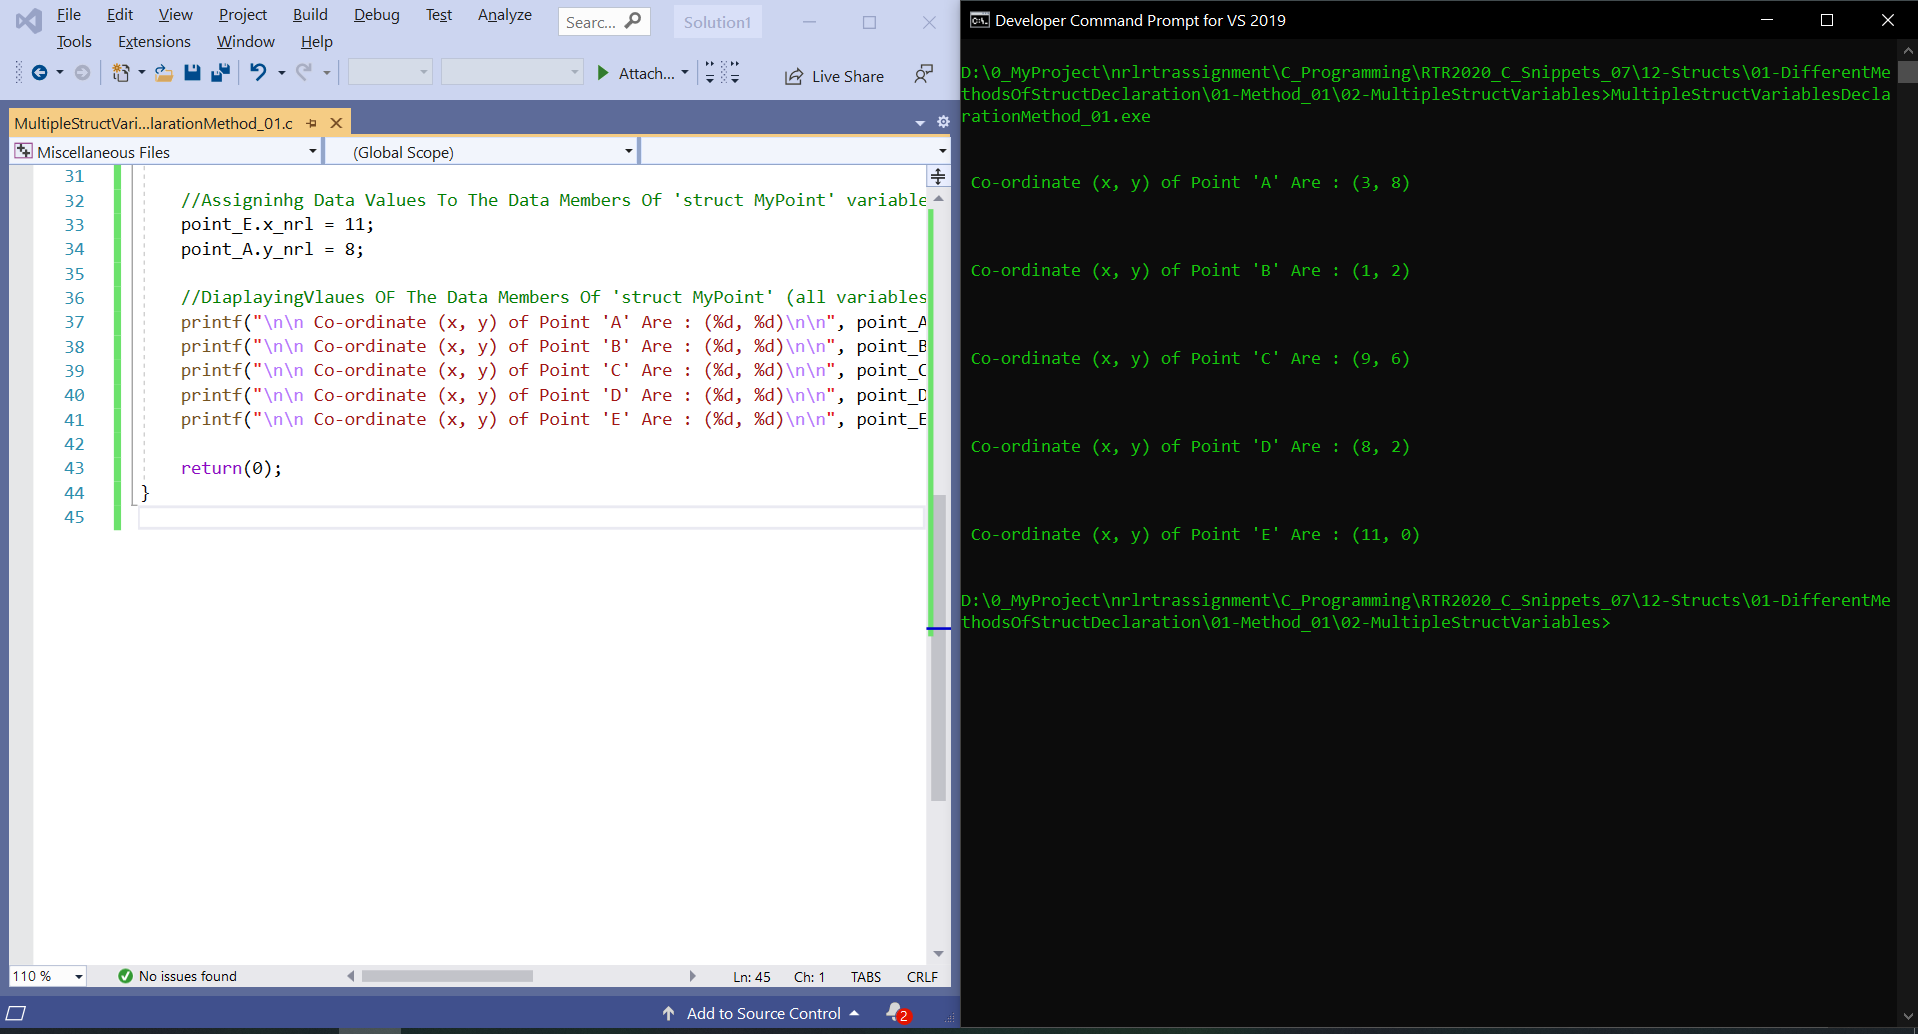 File Edit View Project Build Debug Test Analyze Searc... Solution1
Tools Extensions Window Help
Attach... Live Share
MultipleStructVari...larationMethod_01.c
Miscellaneous Files (Global Scope)
31
32 //Assigninhg Data Values To The Data Members Of 'struct MyPoint' variable
33 point_E.x_nrl = 11;
34 point_A.y_nrl = 8;
35
36 //DiaplayingVlaues OF The Data Members Of 'struct MyPoint' (all variables
37 printf("\n\n Co-ordinate (x, y) of Point 'A' Are : (%d, %d)\n\n", point_A
38 printf("\n\n Co-ordinate (x, y) of Point 'B' Are : (%d, %d)\n\n", point_B
39 printf("\n\n Co-ordinate (x, y) of Point 'C' Are : (%d, %d)\n\n", point_C
40 printf("\n\n Co-ordinate (x, y) of Point 'D' Are : (%d, %d)\n\n", point_D
41 printf("\n\n Co-ordinate (x, y) of Point 'E' Are : (%d, %d)\n\n", point_E
42
43 return(0);
44 }
45
110 % No issues found Ln: 45 Ch: 1 TABS CRLF
Add to Source Control 2
Developer Command Prompt for VS 2019
D:\0_MyProject\nrlrtrassignment\C_Programming\RTR2020_C_Snippets_07\12-Structs\01-DifferentMe
thodsOfStructDeclaration\01-Method_01\02-MultipleStructVariables>MultipleStructVariablesDecla
rationMethod_01.exe
Co-ordinate (x, y) of Point 'A' Are : (3, 8)
Co-ordinate (x, y) of Point 'B' Are : (1, 2)
Co-ordinate (x, y) of Point 'C' Are : (9, 6)
Co-ordinate (x, y) of Point 'D' Are : (8, 2)
Co-ordinate (x, y) of Point 'E' Are : (11, 0)
D:\0_MyProject\nrlrtrassignment\C_Programming\RTR2020_C_Snippets_07\12-Structs\01-DifferentMe
thodsOfStructDeclaration\01-Method_01\02-MultipleStructVariables>